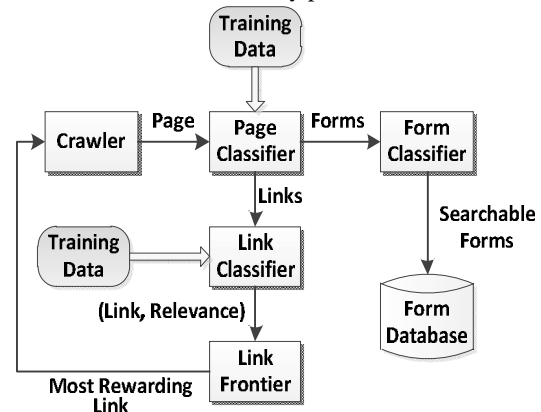 Training
Data
Page
Forms
Crawler
Page
Classifier
Form
Classifier
Links
Searchable
Forms
Training
Data
Link
Classifier
(Link, Relevance)
Form
Database
Link
Frontier
Most Rewarding
Link